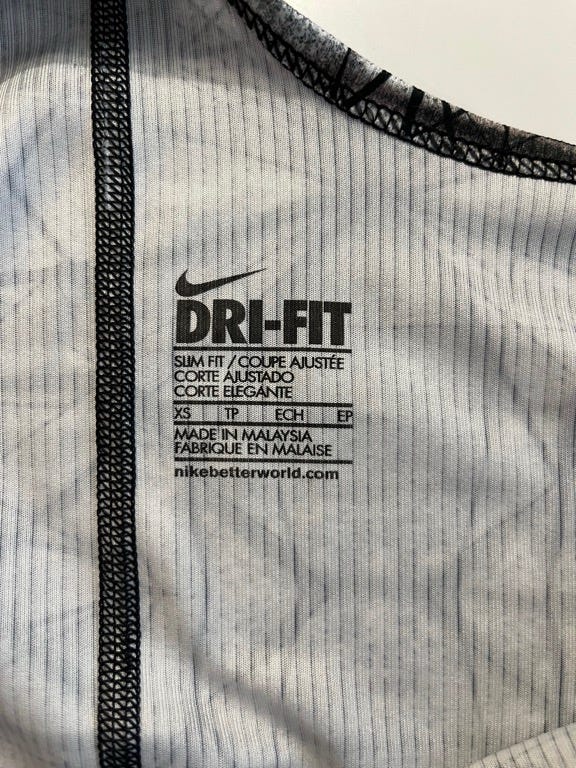 DRI-FIT
SLIM FIT / COUPE AJUSTÉE
CORTE AJUSTADO
CORTE ELEGANTE
XS TP ECH EP
MADE IN MALAYSIA
FABRIQUE EN MALAISE
nikebetterworld.com